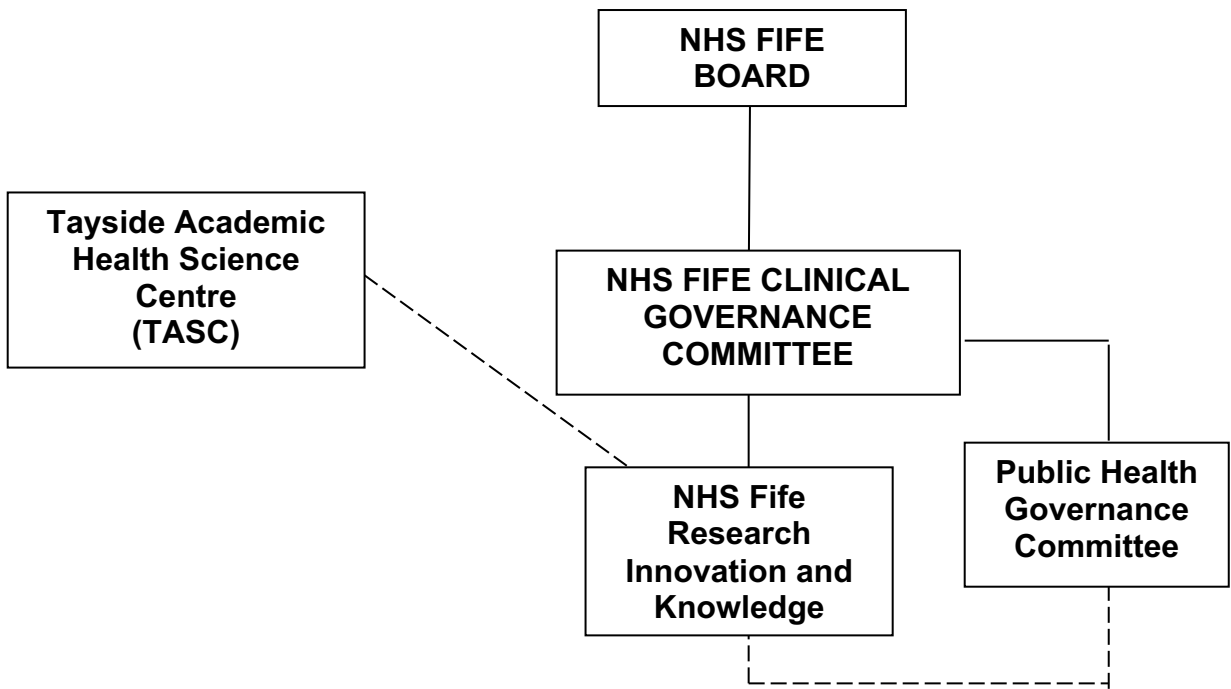 NHS FIFE
BOARD
Tayside Academic
Health Science
Centre
(TASC)
NHS FIFE CLINICAL
GOVERNANCE
COMMITTEE
NHS Fife
Research
Innovation and
Knowledge
Public Health
Governance
Committee